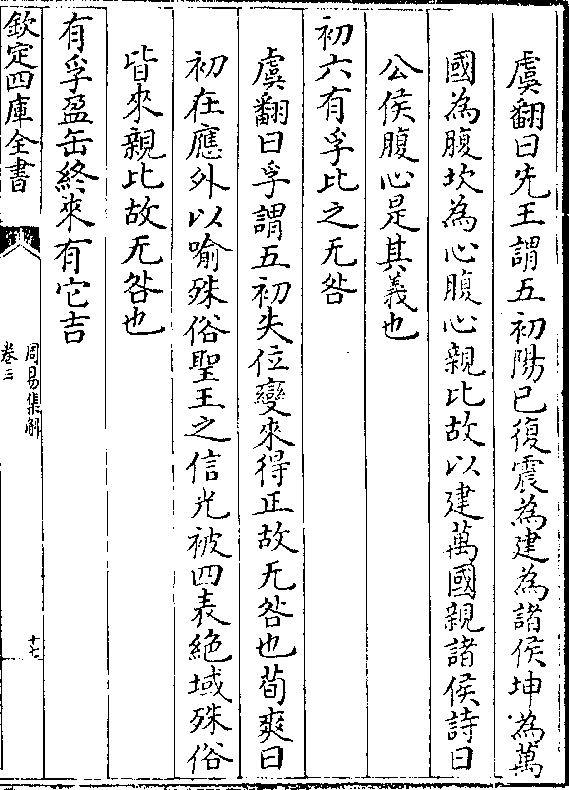 虞翻曰先王謂五初陽已復震為建為諸侯坤為萬
國為腹坎為心腹心親比故以建萬國親諸侯詩曰
公侯腹心是其義也
初六有孚比之无咎
虞翻曰孚謂五初失位變來得正故无咎也荀爽曰
初在應外以喻殊俗聖王之信光被四表絶域殊俗
皆來親比故无咎也
有孚盈缶終來有它吉
欽定四庫全書
周易集解
卷三
十七